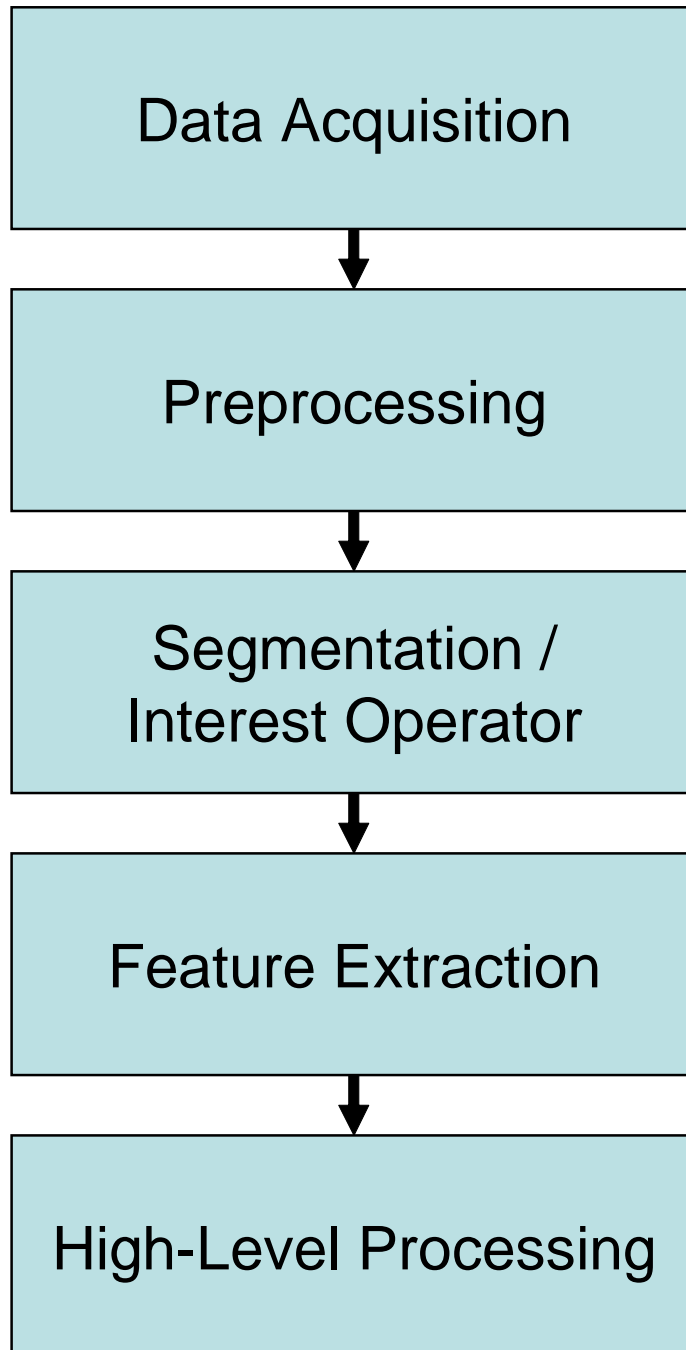 Data Acquisition
Preprocessing
Segmentation /
Interest Operator
Feature Extraction
High-Level Processing